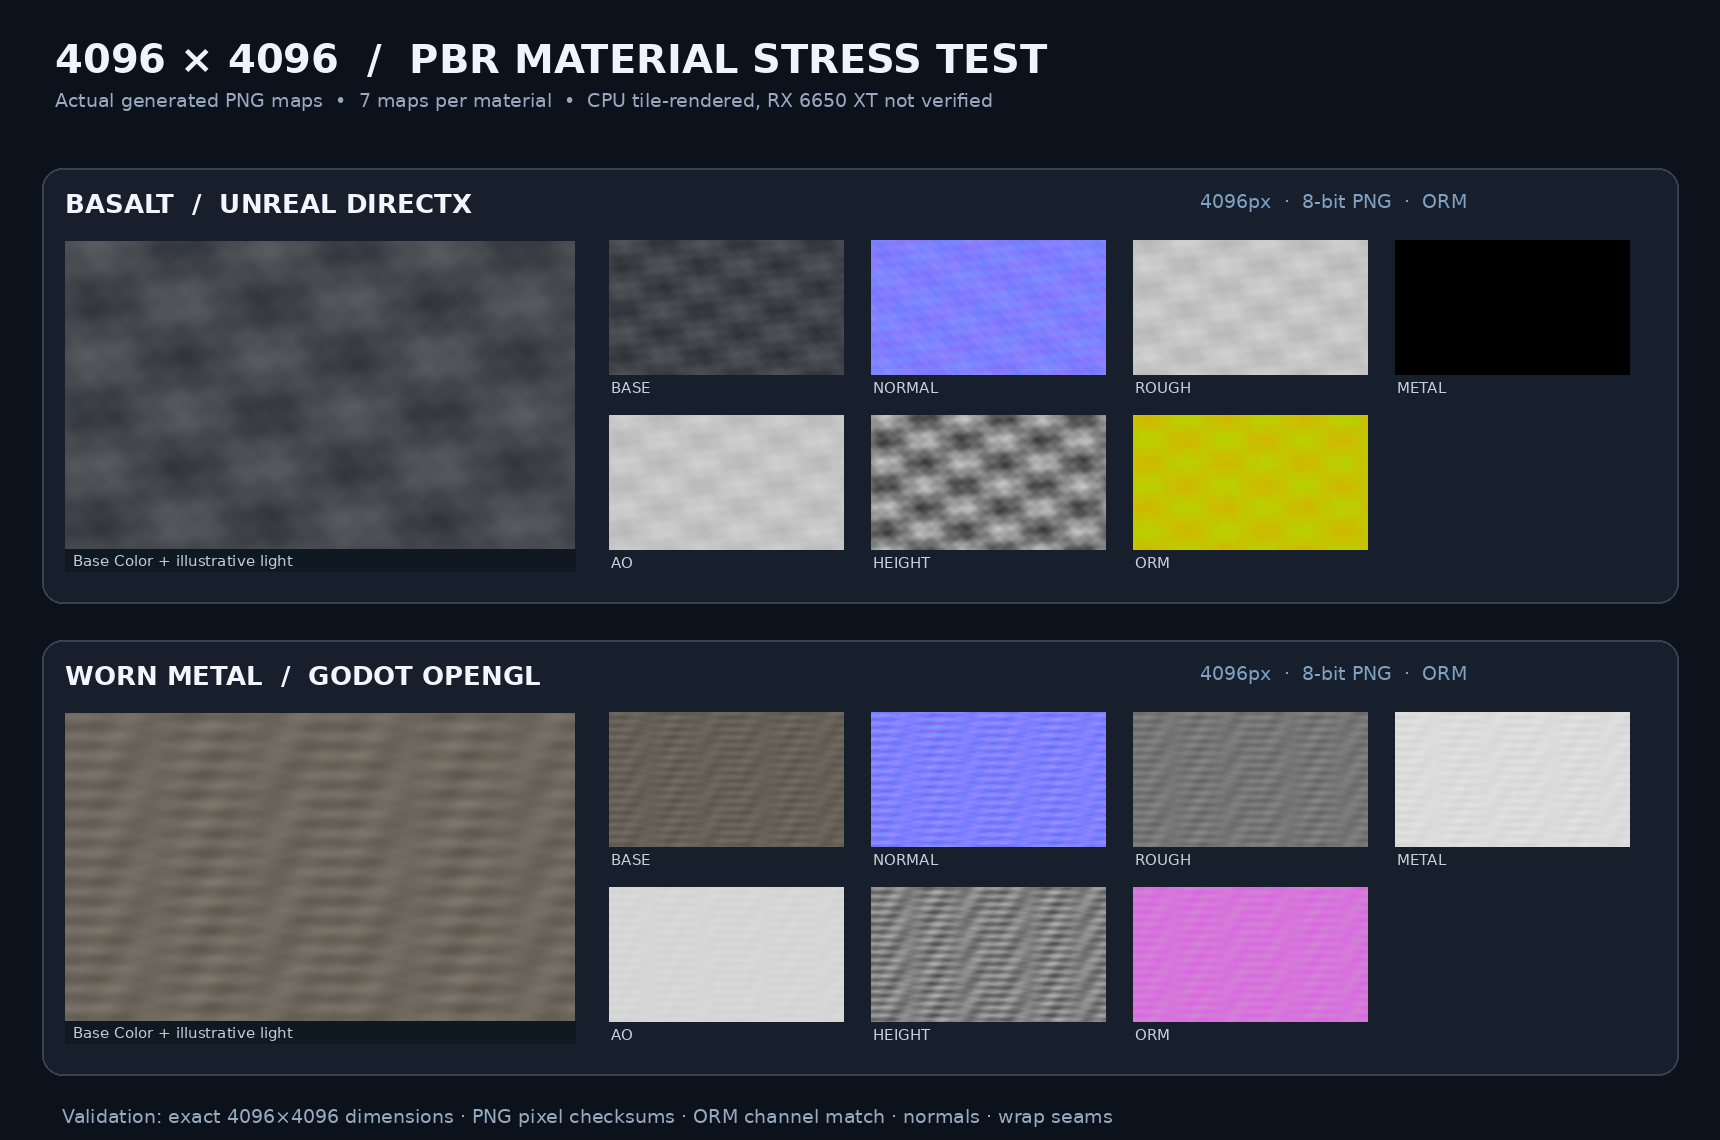 4096 × 4096 / PBR MATERIAL STRESS TEST
Actual generated PNG maps • 7 maps per material • CPU tile-rendered, RX 6650 XT not verified
BASALT / UNREAL DIRECTX
4096px · 8-bit PNG · ORM
BASE
NORMAL
ROUGH
METAL
Base Color + illustrative light
AO
HEIGHT
ORM
WORN METAL / GODOT OPENGL
4096px · 8-bit PNG · ORM
BASE
NORMAL
ROUGH
METAL
Base Color + illustrative light
AO
HEIGHT
ORM
Validation: exact 4096×4096 dimensions · PNG pixel checksums · ORM channel match · normals · wrap seams